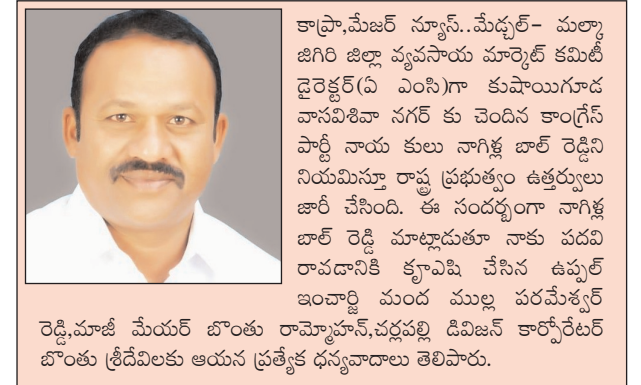 కాప్రా,మేజర్ న్యూస్..మేడ్చల్- మల్కా
జిగిరి జిల్లా వ్యవసాయ మార్కెట్ కమిటీ
డైరెక్టర్(ఏ ఎంసి)గా కుషాయిగూడ
వాసవిశివా నగర్ కు చెందిన కాంగ్రేస్
పార్టీ నాయ కులు నాగిళ్ల బాల్ రెడ్డిని
నియమిస్తూ రాష్ట్ర ప్రభుత్వం ఉత్తర్వులు
జారీ చేసింది. ఈ సందర్భంగా నాగిళ్ల
బాల్ రెడ్డి మాట్లాడుతూ నాకు పదవి
రావడానికి కౄఎషి చేసిన ఉప్పల్
ఇంచార్జి మంద ముల్ల పరమేశ్వర్
రెడ్డి,మాజీ మేయర్ బొంతు రామ్మోహన్,చర్లపల్లి డివిజన్ కార్పోరేటర్
బొంతు శ్రీదేవిలకు ఆయన ప్రత్యేక ధన్యవాదాలు తెలిపారు.